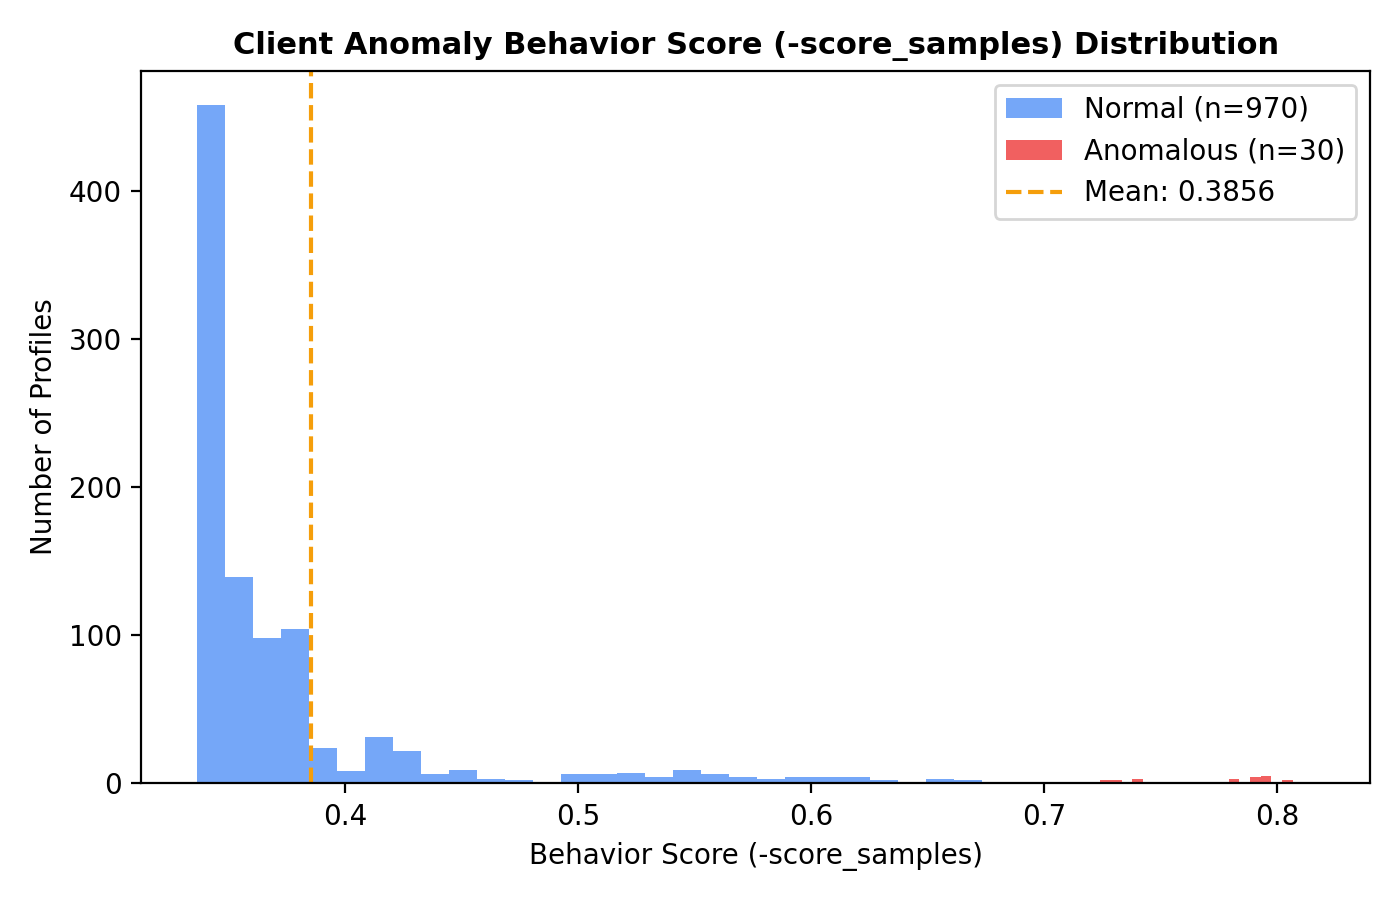 Client Anomaly Behavior Score (-score_samples) Distribution
Normal (n=970)
Anomalous (n=30)
Mean: 0.3856
Number of Profiles
400
300
200
100
0
0.4
0.5
0.6
0.7
0.8
Behavior Score (-score_samples)